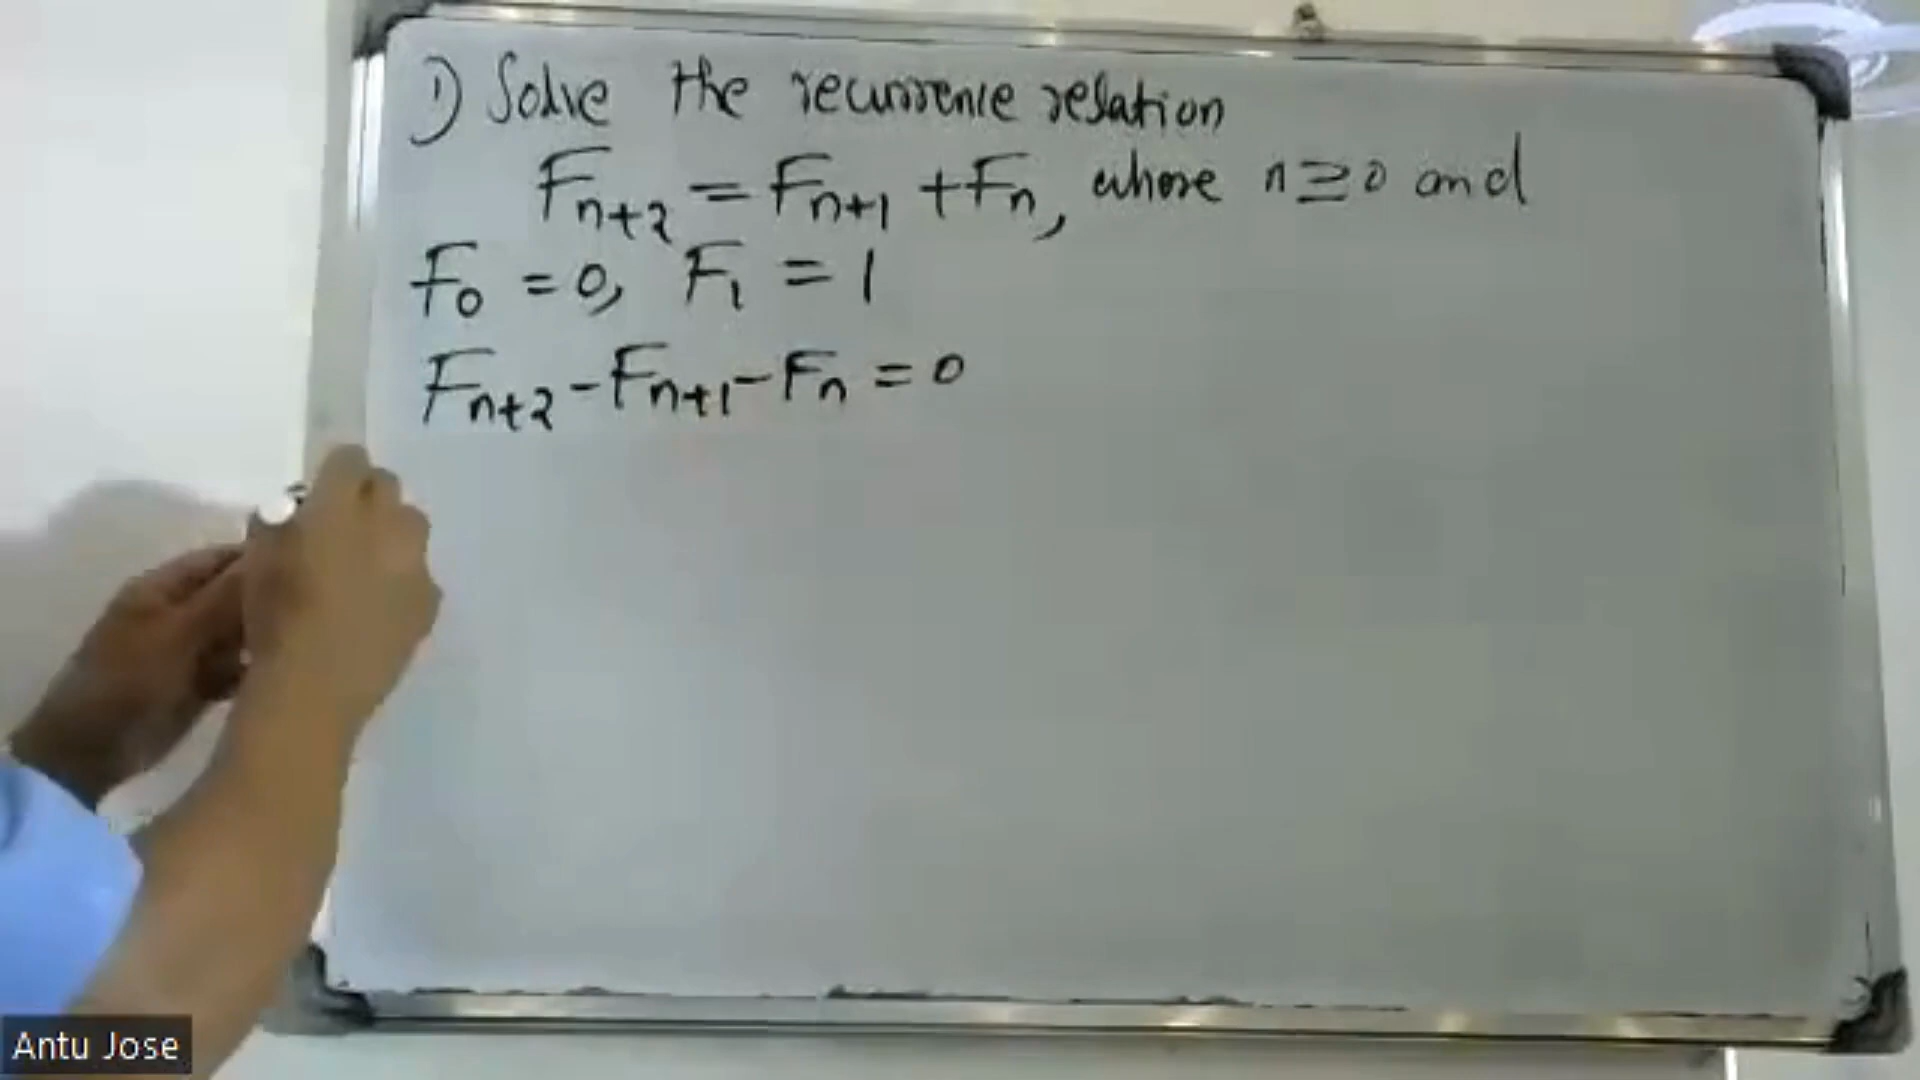 1) Solve the recurrence relation
Fₙ₊₂ = Fₙ₊₁ + Fₙ, where n ≥ 0 and
F₀ = 0, F₁ = 1
Fₙ₊₂ - Fₙ₊₁ - Fₙ = 0
Antu Jose